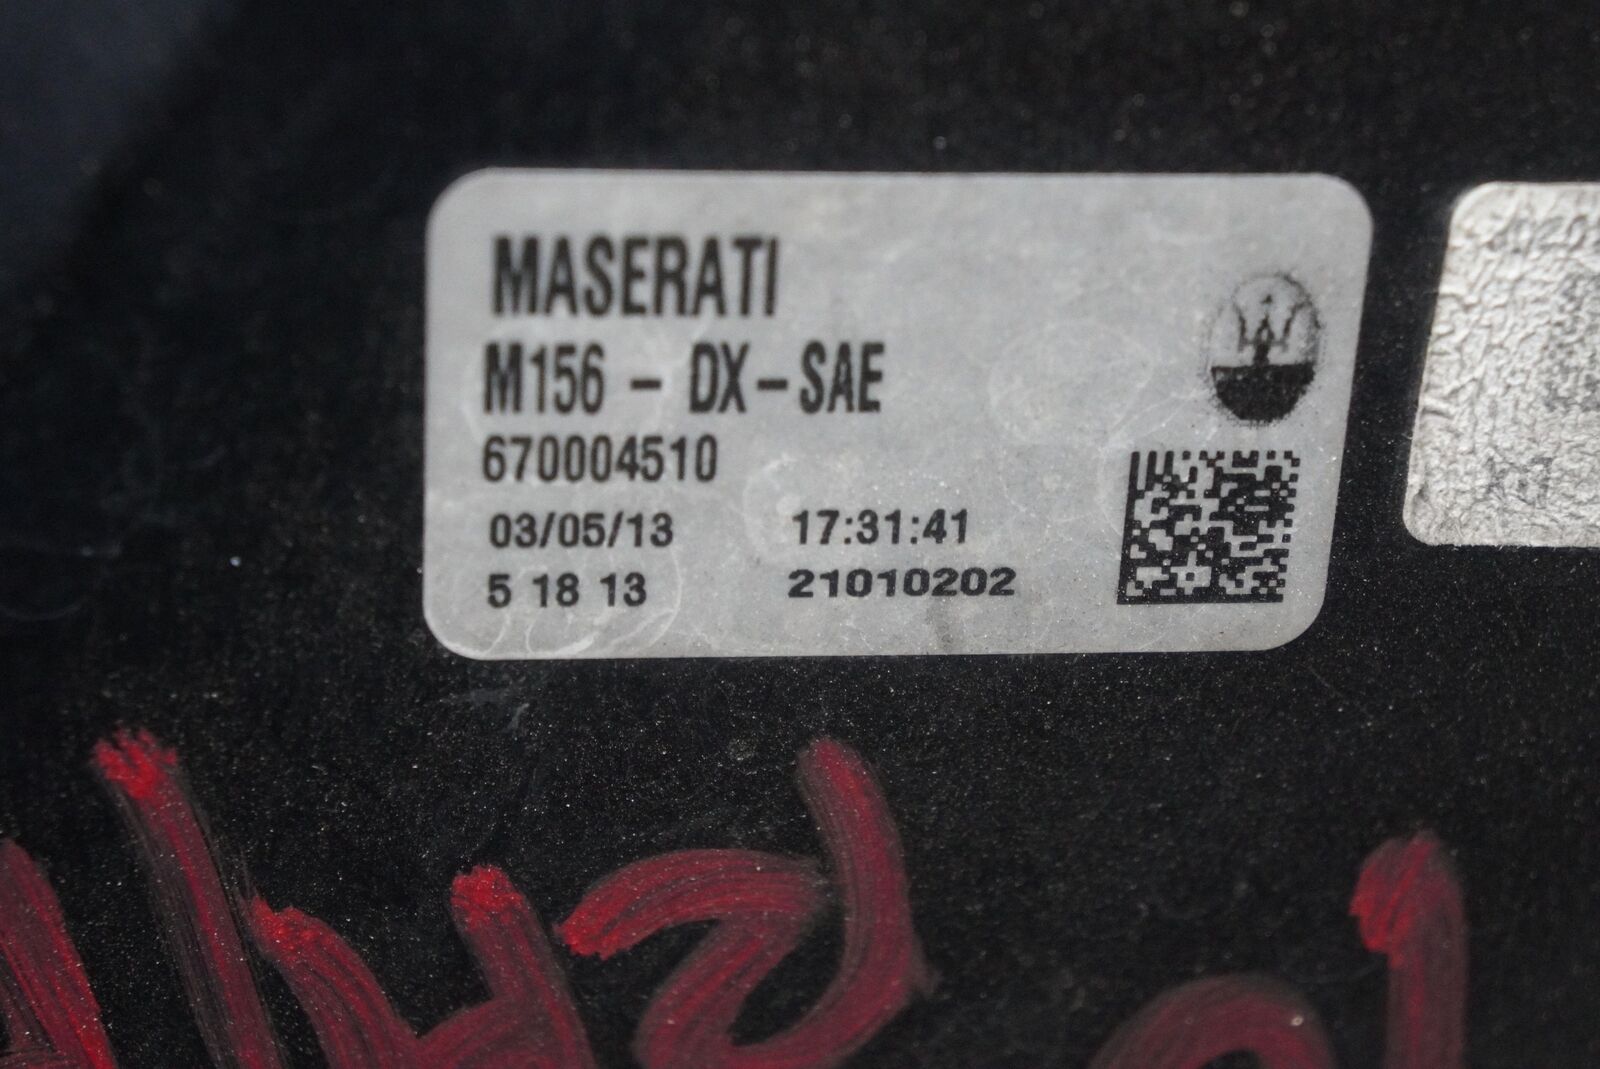 MASERATI
M156 - DX-SAE
670004510
03/05/13 17:31:41
5 18 13 21010202